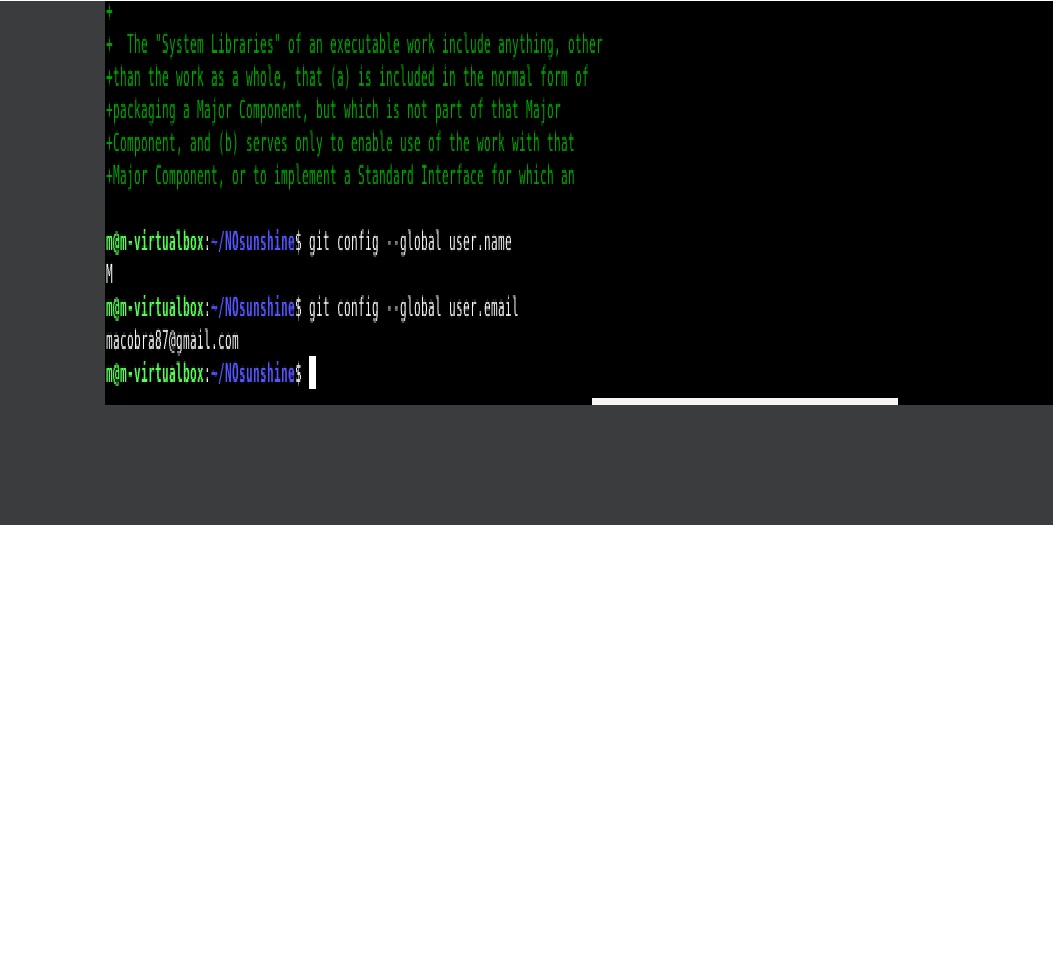 +
+  The "System Libraries" of an executable work include anything, other
+than the work as a whole, that (a) is included in the normal form of
+packaging a Major Component, but which is not part of that Major
+Component, and (b) serves only to enable use of the work with that
+Major Component, or to implement a Standard Interface for which an
m@m-virtualbox:~/NOsunshine$ git config --global user.name
M
m@m-virtualbox:~/NOsunshine$ git config --global user.email
macobra87@gmail.com
m@m-virtualbox:~/NOsunshine$